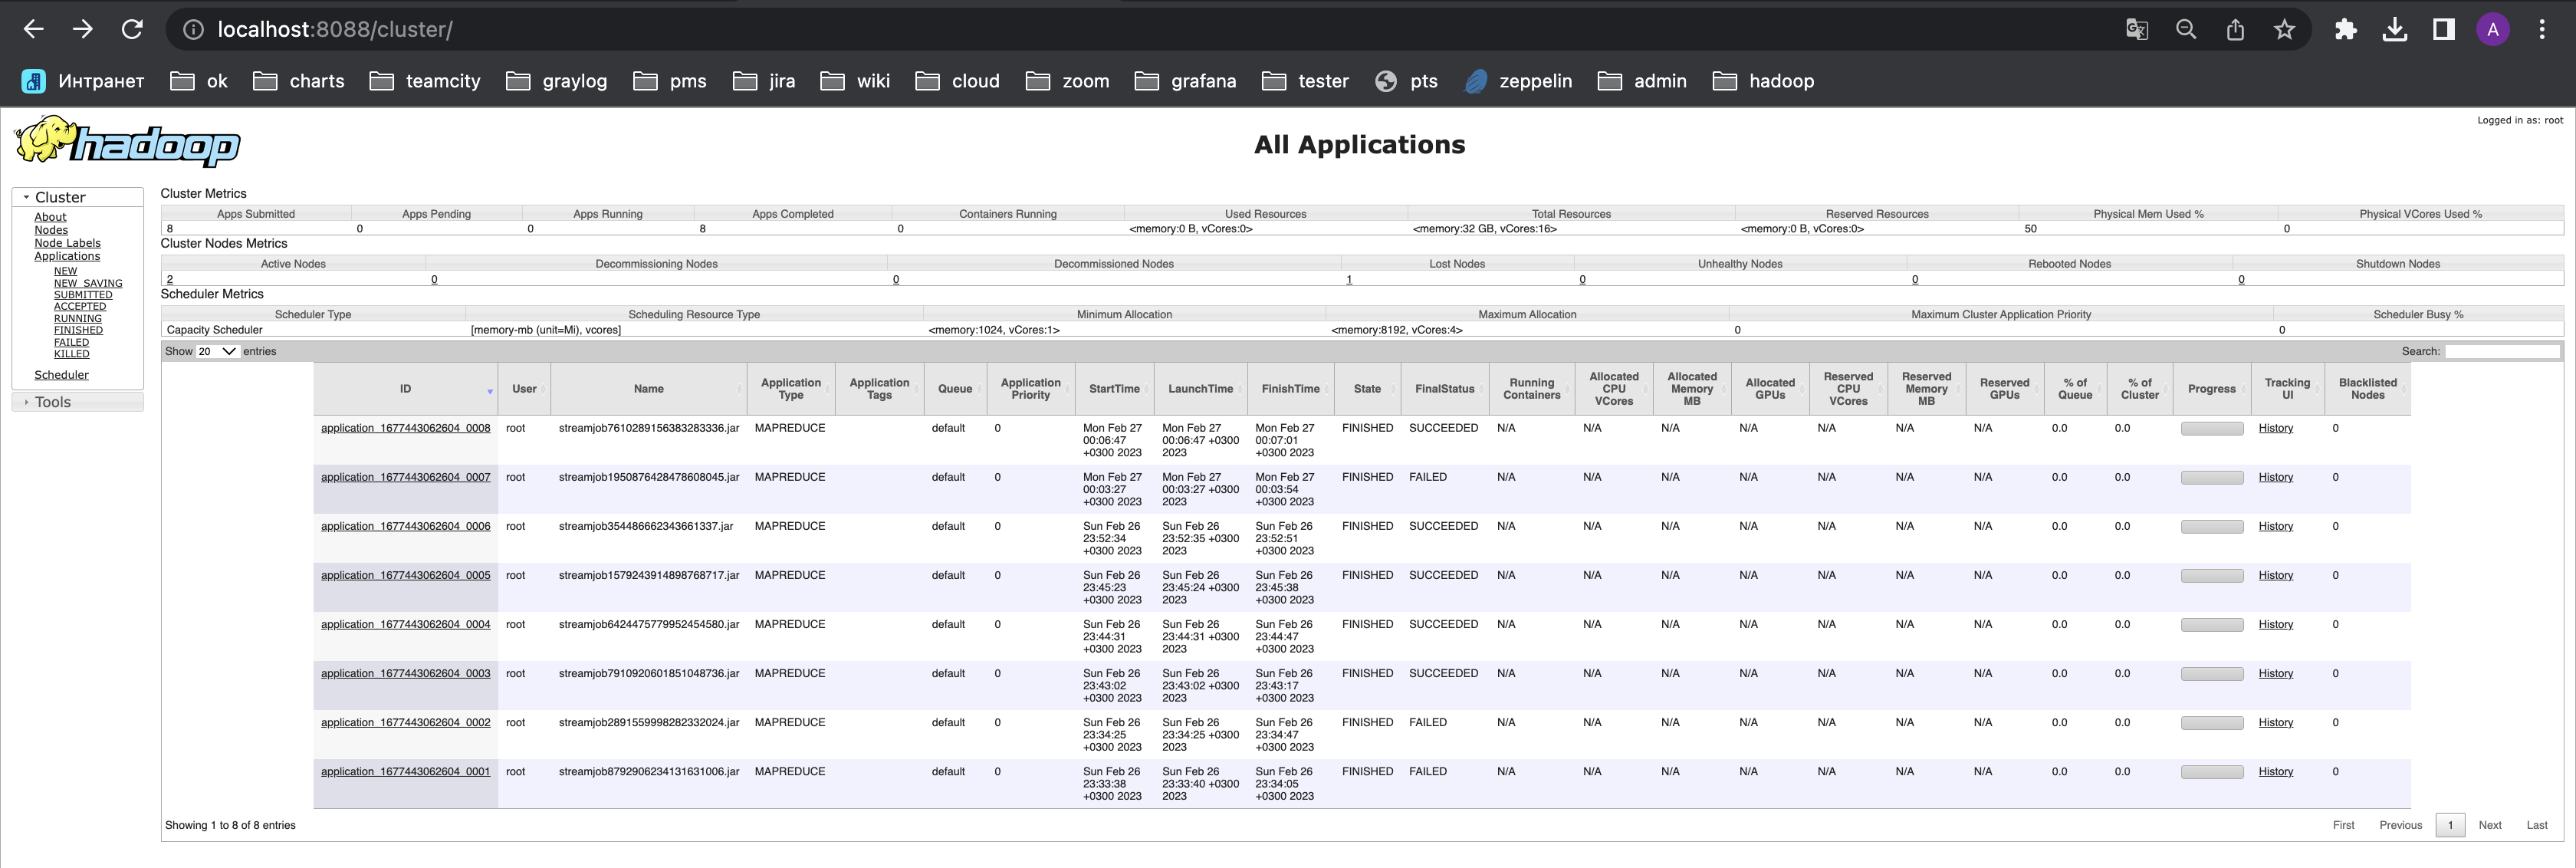 localhost:8088/cluster/
A
Интранет ok charts teamcity graylog pms jira wiki cloud zoom grafana tester pts zeppelin admin hadoop
hadoop
All Applications
Logged in as: root
Cluster
About
Nodes
Node Labels
Applications
NEW
NEW_SAVING
SUBMITTED
ACCEPTED
RUNNING
FINISHED
FAILED
KILLED
Scheduler
Tools
Cluster Metrics
Apps Submitted Apps Pending Apps Running Apps Completed Containers Running Used Resources Total Resources Reserved Resources Physical Mem Used % Physical VCores Used %
8 0 0 8 0 <memory:0 B, vCores:0> <memory:32 GB, vCores:16> <memory:0 B, vCores:0> 50 0
Cluster Nodes Metrics
Active Nodes Decommissioning Nodes Decommissioned Nodes Lost Nodes Unhealthy Nodes Rebooted Nodes Shutdown Nodes
2 0 0 1 0 0 0
Scheduler Metrics
Scheduler Type Scheduling Resource Type Minimum Allocation Maximum Allocation Maximum Cluster Application Priority Scheduler Busy %
Capacity Scheduler [memory-mb (unit=Mi), vcores] <memory:1024, vCores:1> <memory:8192, vCores:4> 0 0
Show 20 entries Search:
ID User Name Application Type Application Tags Queue Application Priority StartTime LaunchTime FinishTime State FinalStatus Running Containers Allocated CPU VCores Allocated Memory MB Allocated GPUs Reserved CPU VCores Reserved Memory MB Reserved GPUs % of Queue % of Cluster Progress Tracking UI Blacklisted Nodes
application_1677443062604_0008 root streamjob7610289156383283336.jar MAPREDUCE default 0 Mon Feb 27 00:06:47 +0300 2023 Mon Feb 27 00:06:47 +0300 2023 Mon Feb 27 00:07:01 +0300 2023 FINISHED SUCCEEDED N/A N/A N/A N/A N/A N/A N/A 0.0 0.0 History 0
application_1677443062604_0007 root streamjob1950876428478608045.jar MAPREDUCE default 0 Mon Feb 27 00:03:27 +0300 2023 Mon Feb 27 00:03:27 +0300 2023 Mon Feb 27 00:03:54 +0300 2023 FINISHED FAILED N/A N/A N/A N/A N/A N/A N/A 0.0 0.0 History 0
application_1677443062604_0006 root streamjob354486662343661337.jar MAPREDUCE default 0 Sun Feb 26 23:52:34 +0300 2023 Sun Feb 26 23:52:35 +0300 2023 Sun Feb 26 23:52:51 +0300 2023 FINISHED SUCCEEDED N/A N/A N/A N/A N/A N/A N/A 0.0 0.0 History 0
application_1677443062604_0005 root streamjob1579243914898768717.jar MAPREDUCE default 0 Sun Feb 26 23:45:23 +0300 2023 Sun Feb 26 23:45:24 +0300 2023 Sun Feb 26 23:45:38 +0300 2023 FINISHED SUCCEEDED N/A N/A N/A N/A N/A N/A N/A 0.0 0.0 History 0
application_1677443062604_0004 root streamjob6424475779952454580.jar MAPREDUCE default 0 Sun Feb 26 23:44:31 +0300 2023 Sun Feb 26 23:44:31 +0300 2023 Sun Feb 26 23:44:47 +0300 2023 FINISHED SUCCEEDED N/A N/A N/A N/A N/A N/A N/A 0.0 0.0 History 0
application_1677443062604_0003 root streamjob7910920601851048736.jar MAPREDUCE default 0 Sun Feb 26 23:43:02 +0300 2023 Sun Feb 26 23:43:02 +0300 2023 Sun Feb 26 23:43:17 +0300 2023 FINISHED SUCCEEDED N/A N/A N/A N/A N/A N/A N/A 0.0 0.0 History 0
application_1677443062604_0002 root streamjob2891559998282332024.jar MAPREDUCE default 0 Sun Feb 26 23:34:25 +0300 2023 Sun Feb 26 23:34:25 +0300 2023 Sun Feb 26 23:34:47 +0300 2023 FINISHED FAILED N/A N/A N/A N/A N/A N/A N/A 0.0 0.0 History 0
application_1677443062604_0001 root streamjob8792906234131631006.jar MAPREDUCE default 0 Sun Feb 26 23:33:38 +0300 2023 Sun Feb 26 23:33:40 +0300 2023 Sun Feb 26 23:34:05 +0300 2023 FINISHED FAILED N/A N/A N/A N/A N/A N/A N/A 0.0 0.0 History 0
Showing 1 to 8 of 8 entries First Previous 1 Next Last